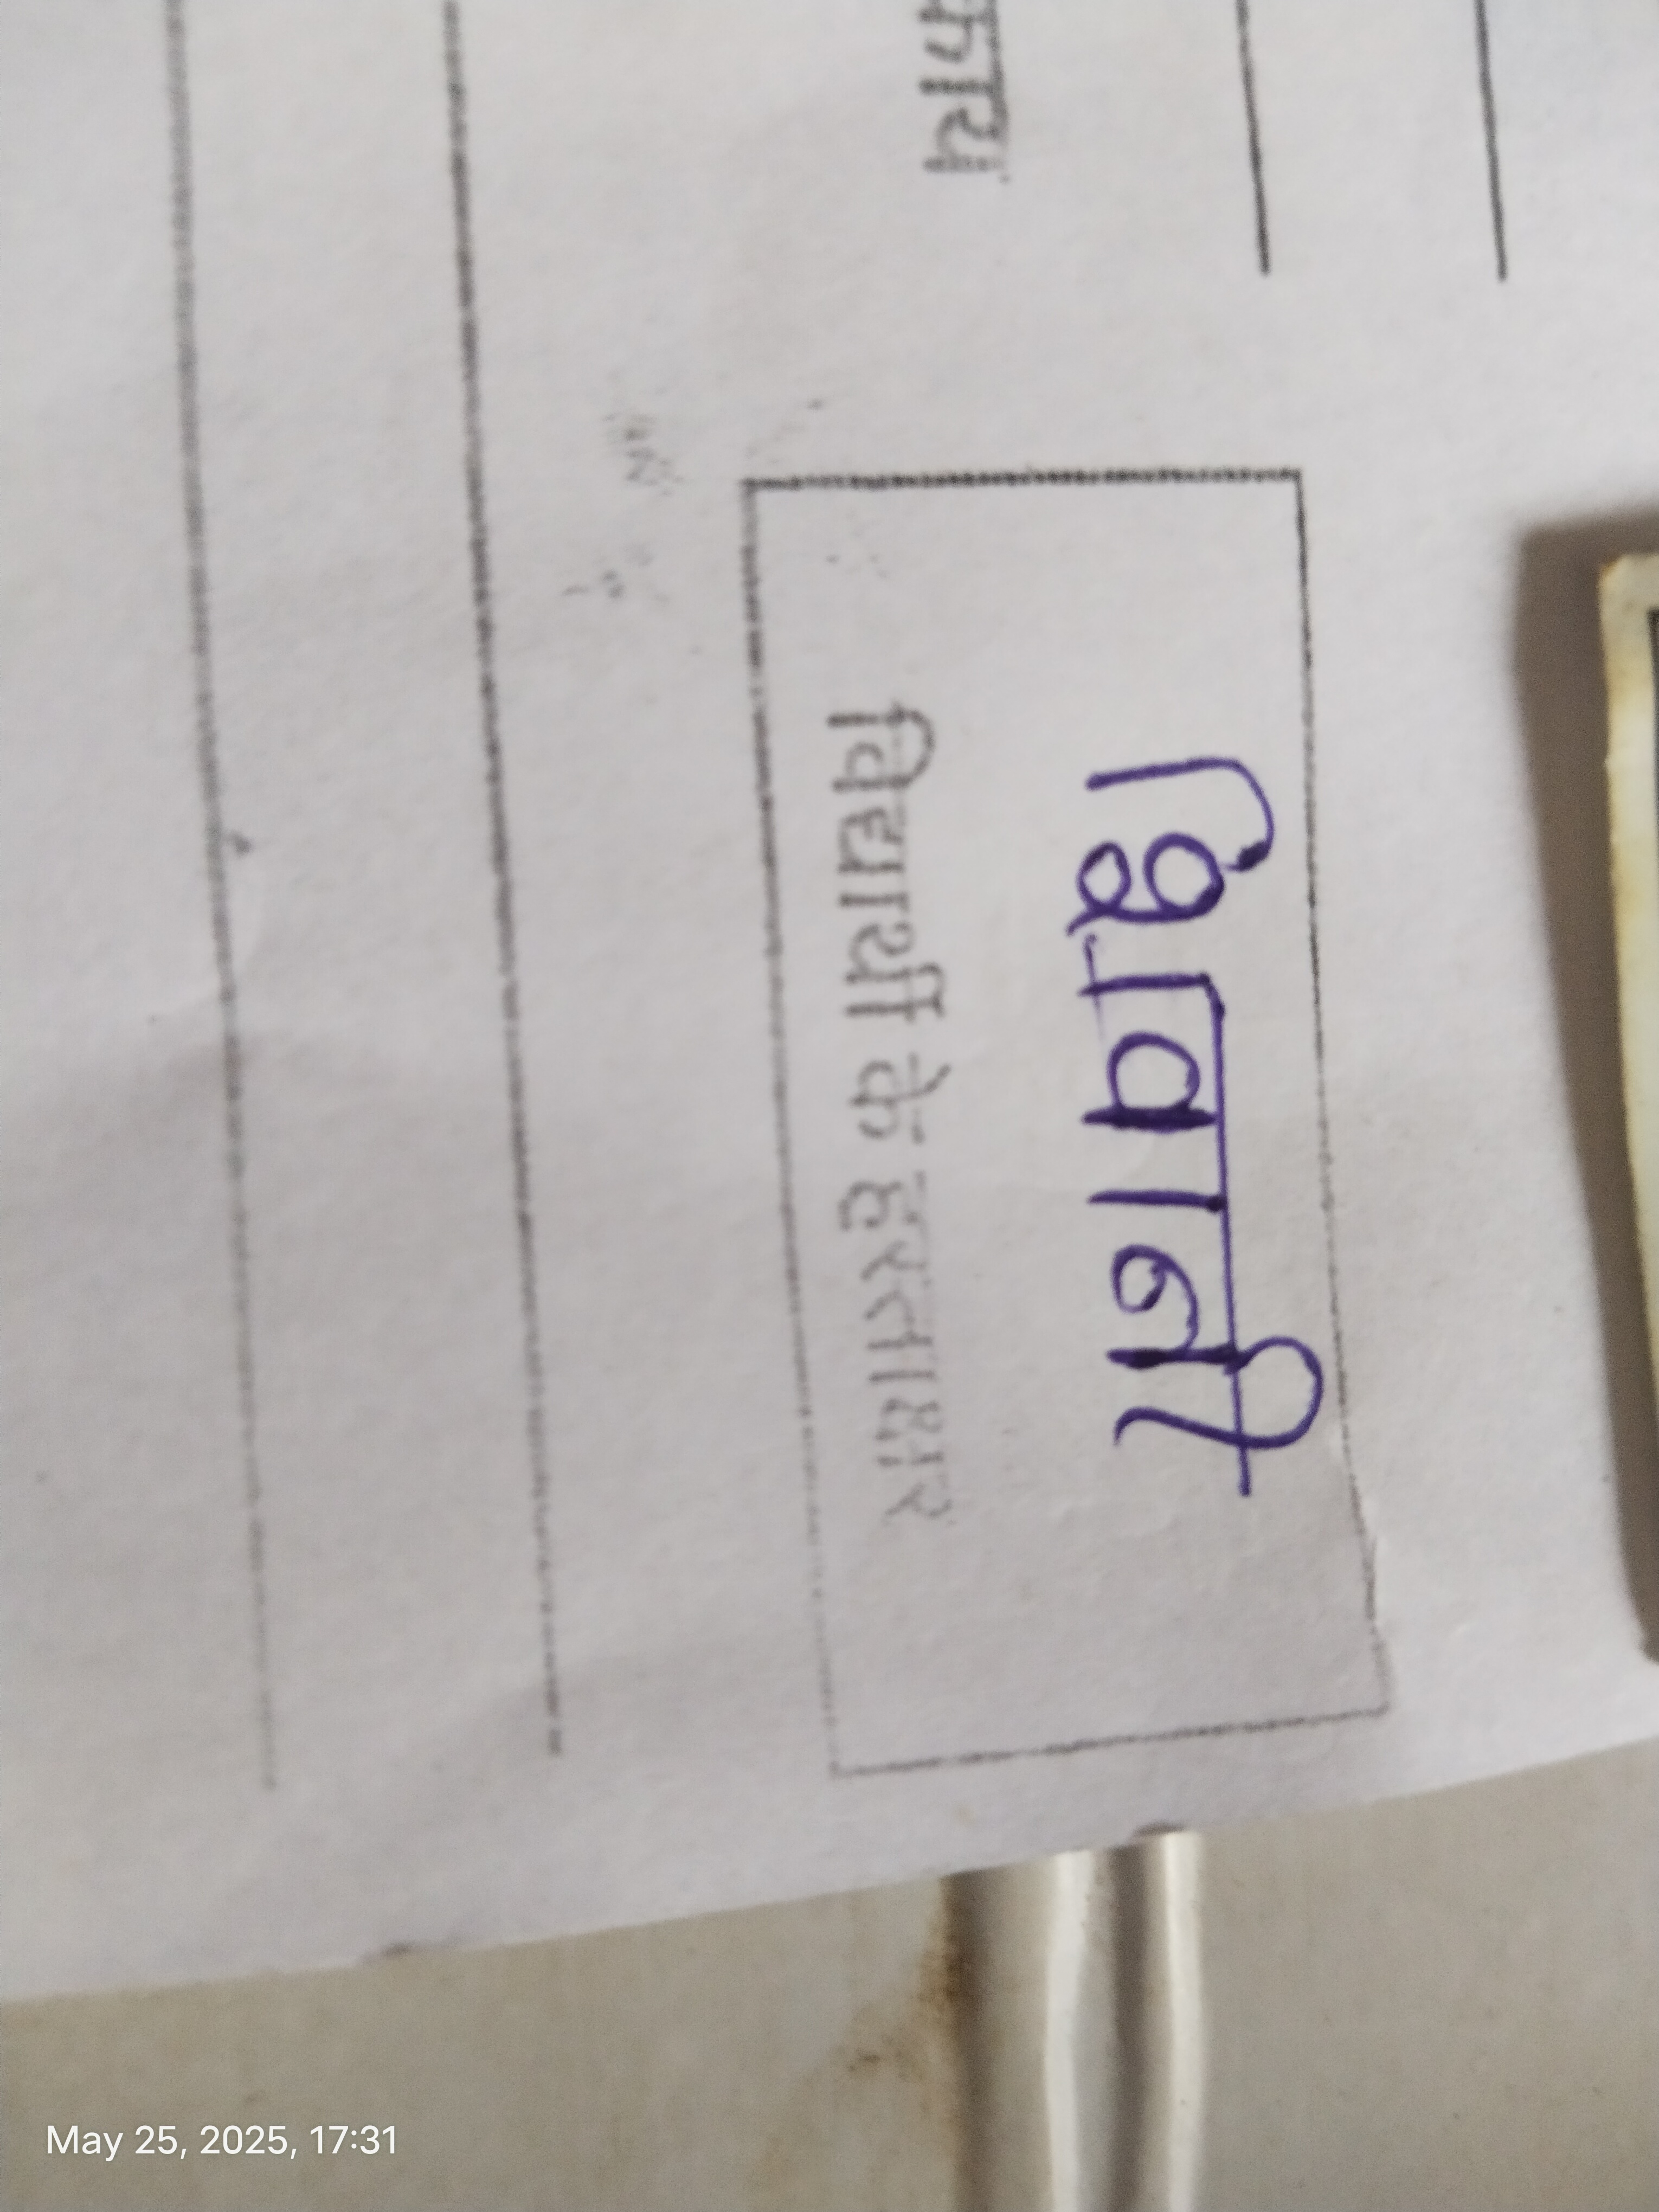 काय
शिवानी
विद्यार्थी के हस्ताक्षर
May 25, 2025, 17:31